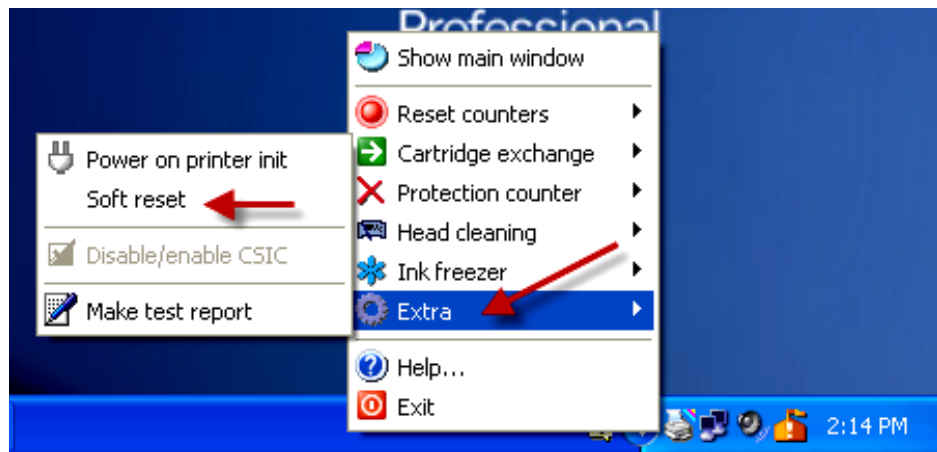 Professional
Show main window
Reset counters
Cartridge exchange
Protection counter
Head cleaning
Ink freezer
Extra
Help...
Exit
Power on printer init
Soft reset
Disable/enable CSIC
Make test report
2:14 PM